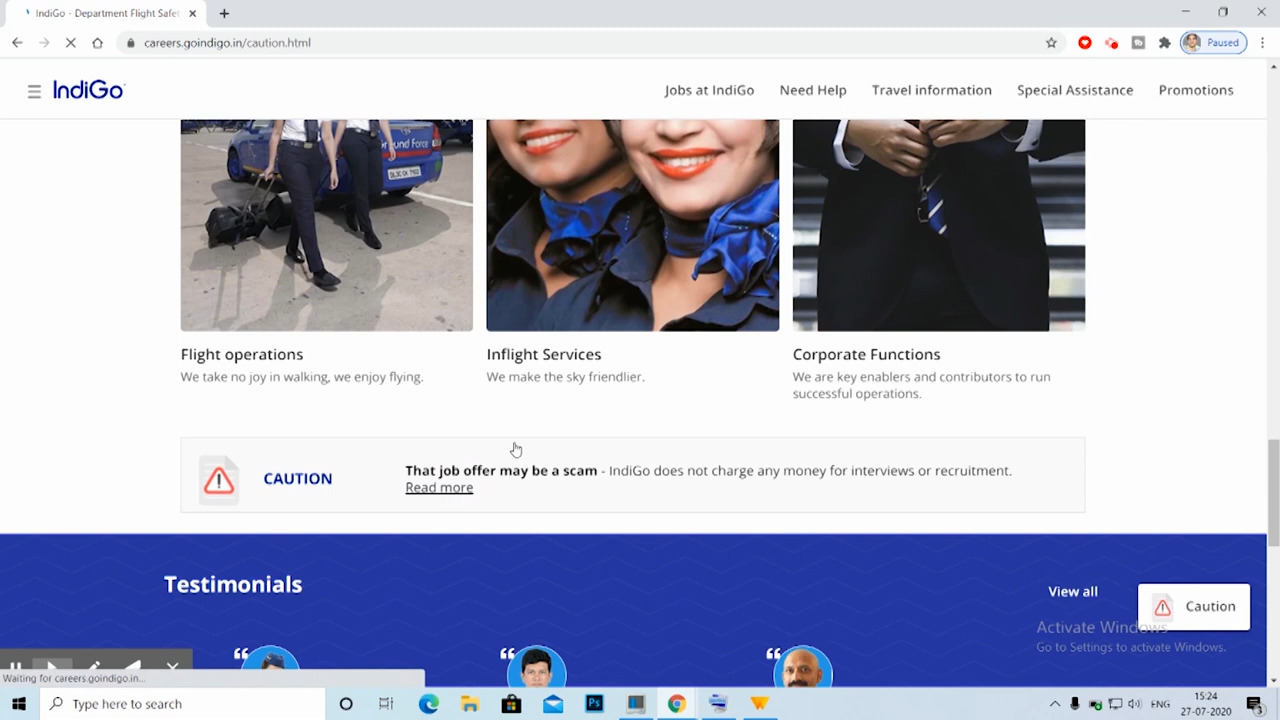 IndiGo - Department Flight Safet
careers.goindigo.in/caution.html
Paused
IndiGo
Jobs at IndiGo
Need Help
Travel information
Special Assistance
Promotions
Ground Force
Flight operations
We take no joy in walking, we enjoy flying.
Inflight Services
We make the sky friendlier.
Corporate Functions
We are key enablers and contributors to run
successful operations.
CAUTION
That job offer may be a scam - IndiGo does not charge any money for interviews or recruitment.
Read more
Testimonials
View all
Caution
Activate Windows
Go to Settings to activate Windows.
Waiting for careers.goindigo.in...
Type here to search
ENG
15:24
27-07-2020